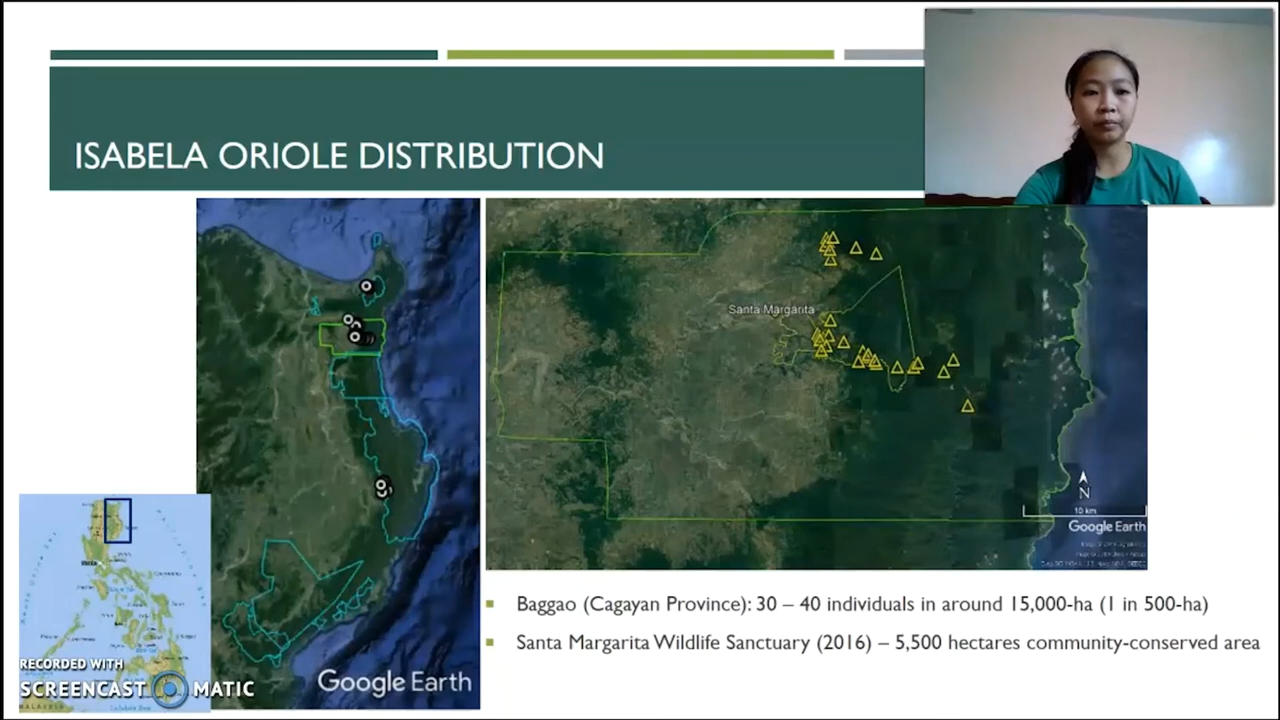 ISABELA ORIOLE DISTRIBUTION
Santa Margarita
N
10 km
Google Earth
Google Earth
Baggao (Cagayan Province): 30 – 40 individuals in around 15,000-ha (1 in 500-ha)
Santa Margarita Wildlife Sanctuary (2016) – 5,500 hectares community-conserved area
RECORDED WITH
SCREENCAST MATIC